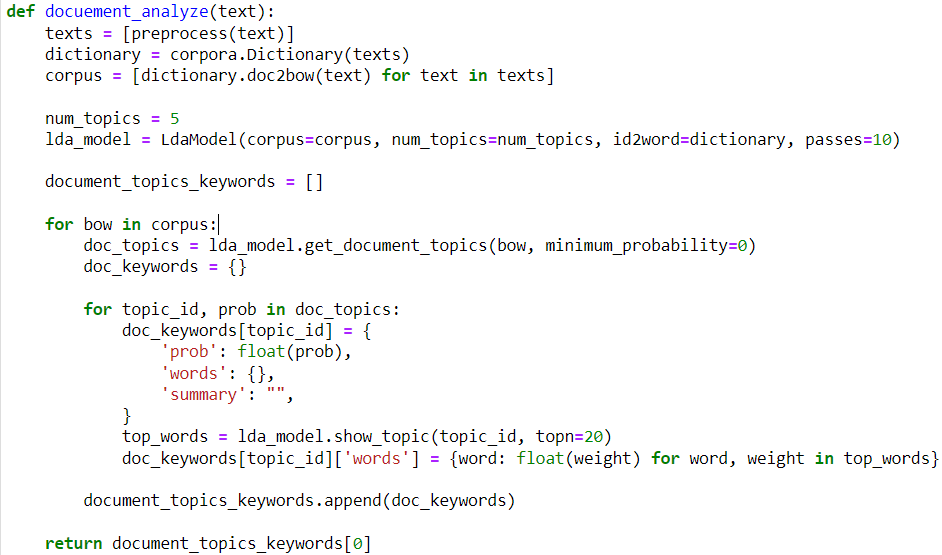 def docuement_analyze(text):
    texts = [preprocess(text)]
    dictionary = corpora.Dictionary(texts)
    corpus = [dictionary.doc2bow(text) for text in texts]

    num_topics = 5
    lda_model = LdaModel(corpus=corpus, num_topics=num_topics, id2word=dictionary, passes=10)

    document_topics_keywords = []

    for bow in corpus:
        doc_topics = lda_model.get_document_topics(bow, minimum_probability=0)
        doc_keywords = {}

        for topic_id, prob in doc_topics:
            doc_keywords[topic_id] = {
                'prob': float(prob),
                'words': {},
                'summary': "",
            }
            top_words = lda_model.show_topic(topic_id, topn=20)
            doc_keywords[topic_id]['words'] = {word: float(weight) for word, weight in top_words}

        document_topics_keywords.append(doc_keywords)

    return document_topics_keywords[0]